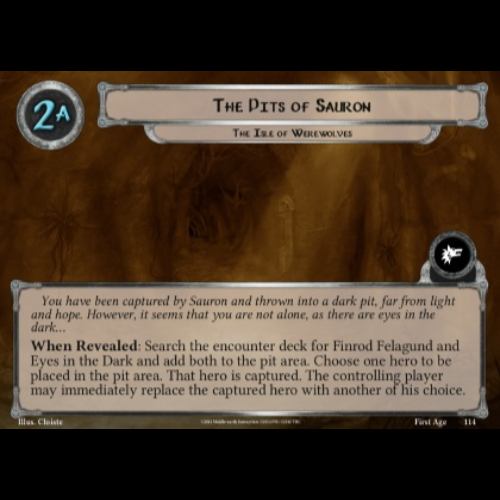 2A
The Pits of Sauron
The Isle of Werewolves
You have been captured by Sauron and thrown into a dark pit, far from light
and hope. However, it seems that you are not alone, as there are eyes in the
dark...
When Revealed: Search the encounter deck for Finrod Felagund and
Eyes in the Dark and add both to the pit area. Choose one hero to be
placed in the pit area. That hero is captured. The controlling player
may immediately replace the captured hero with another of his choice.
Illus. Cloiste
First Age 114